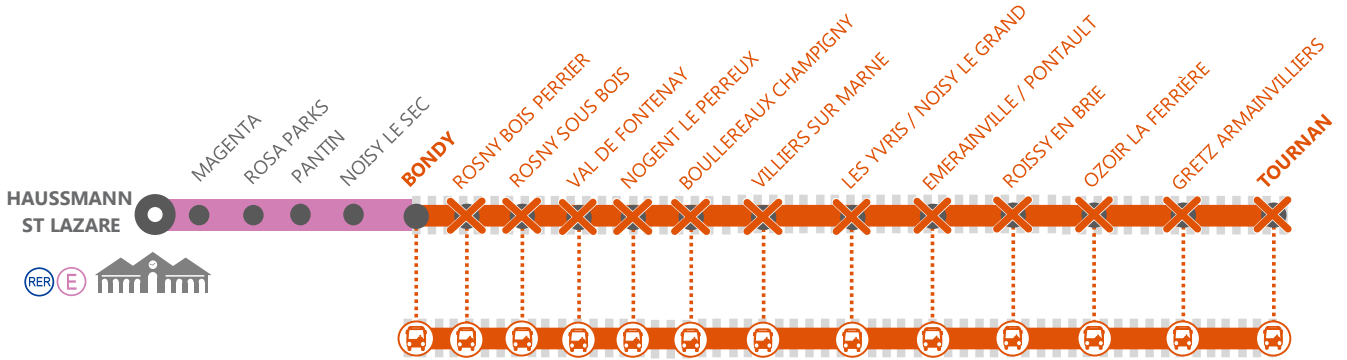 HAUSSMANN
ST LAZARE
MAGENTA
ROSA PARKS
PANTIN
NOISY LE SEC
BONDY
ROSNY BOIS PERRIER
ROSNY SOUS BOIS
VAL DE FONTENAY
NOGENT LE PERREUX
BOULLEREAUX CHAMPIGNY
VILLIERS SUR MARNE
LES YVRIS / NOISY LE GRAND
EMERAINVILLE / PONTAULT
ROISSY EN BRIE
OZOIR LA FERRIÈRE
GRETZ ARMAINVILLIERS
TOURNAN
RER E